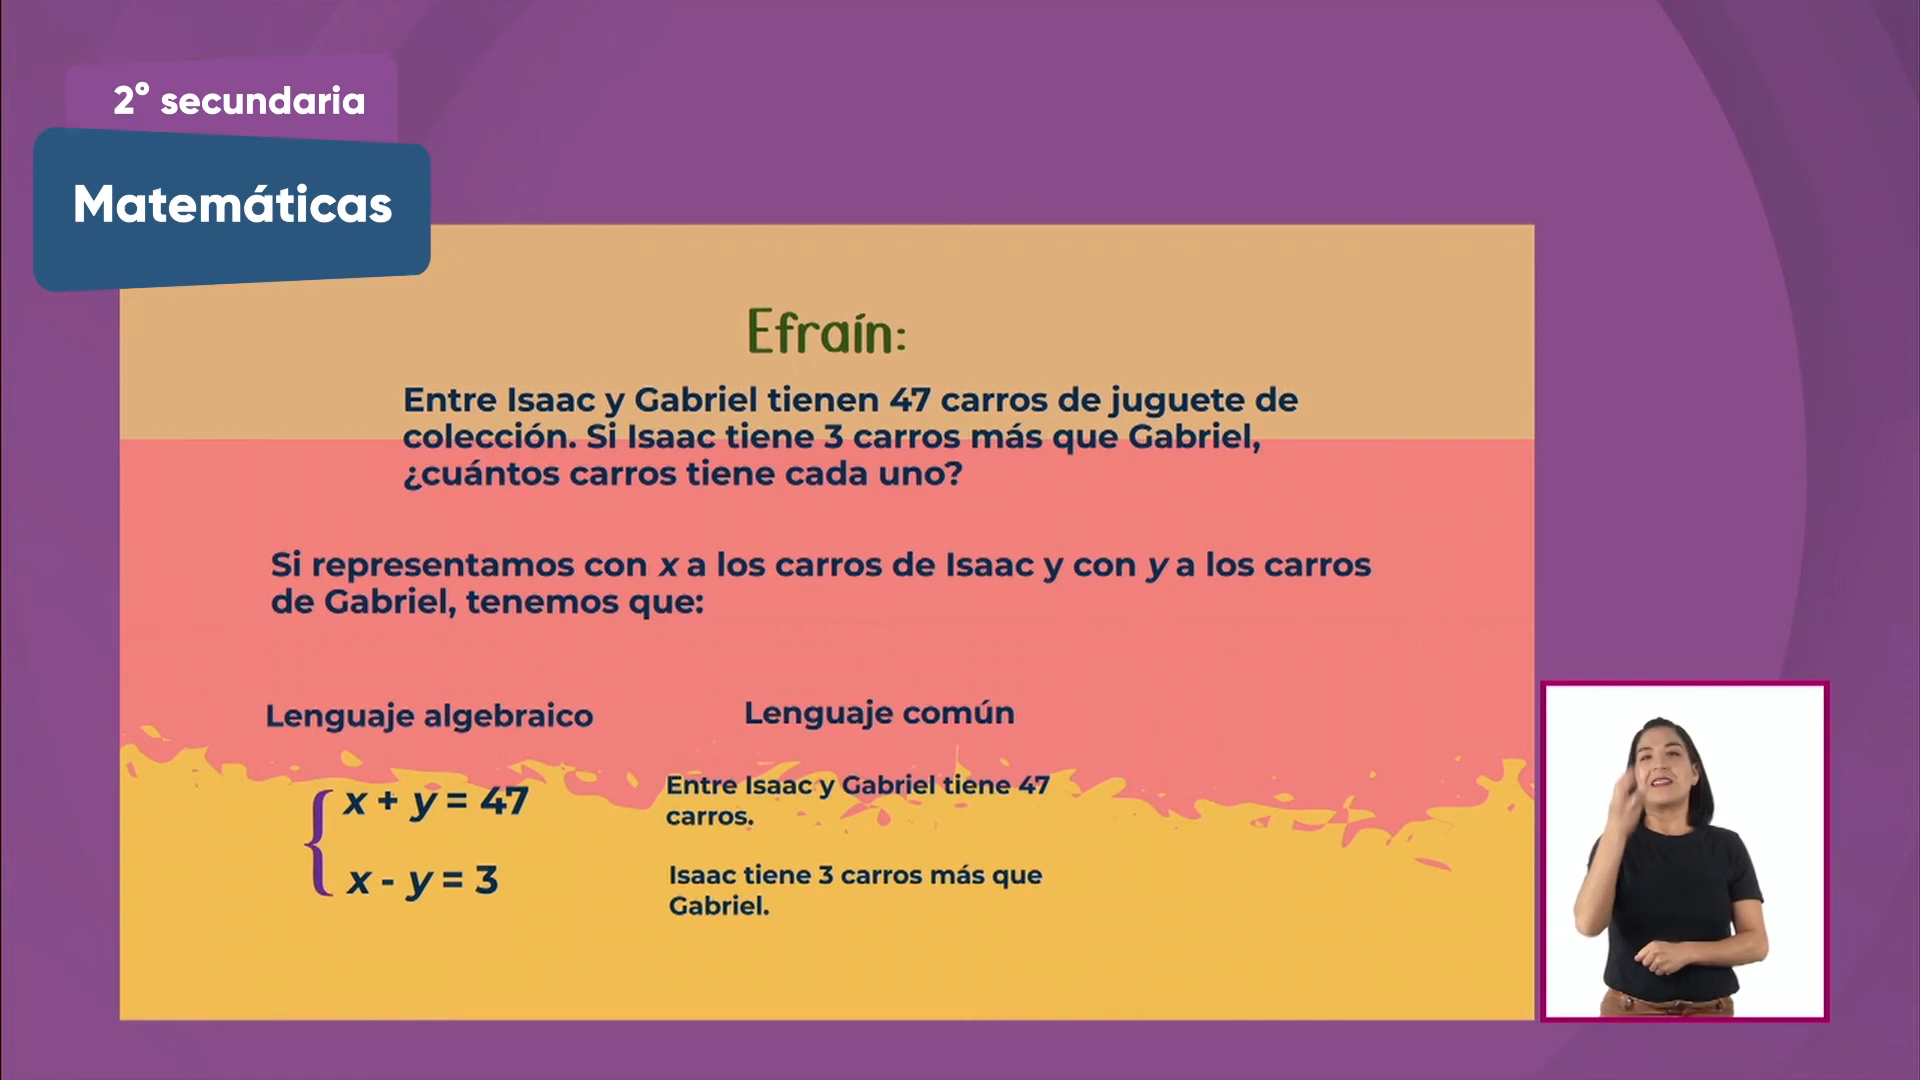 2° secundaria
Matemáticas
Efraín:
Entre Isaac y Gabriel tienen 47 carros de juguete de
colección. Si Isaac tiene 3 carros más que Gabriel,
¿cuántos carros tiene cada uno?
Si representamos con x a los carros de Isaac y con y a los carros
de Gabriel, tenemos que:
Lenguaje algebraico
Lenguaje común
x + y = 47
Entre Isaac y Gabriel tiene 47
carros.
x - y = 3
Isaac tiene 3 carros más que
Gabriel.